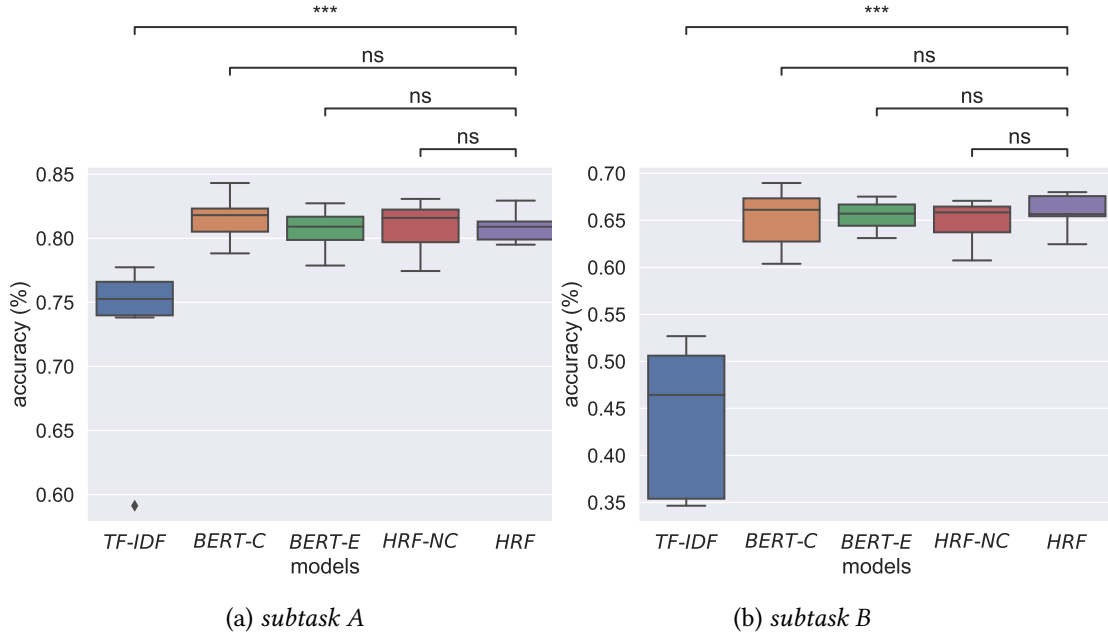 ***
ns
ns
ns
0.85
0.80
0.75
0.70
0.65
0.60
accuracy (%)
TF-IDF BERT-C BERT-E HRF-NC HRF
models
(a) subtask A
***
ns
ns
ns
0.70
0.65
0.60
0.55
0.50
0.45
0.40
0.35
accuracy (%)
TF-IDF BERT-C BERT-E HRF-NC HRF
models
(b) subtask B